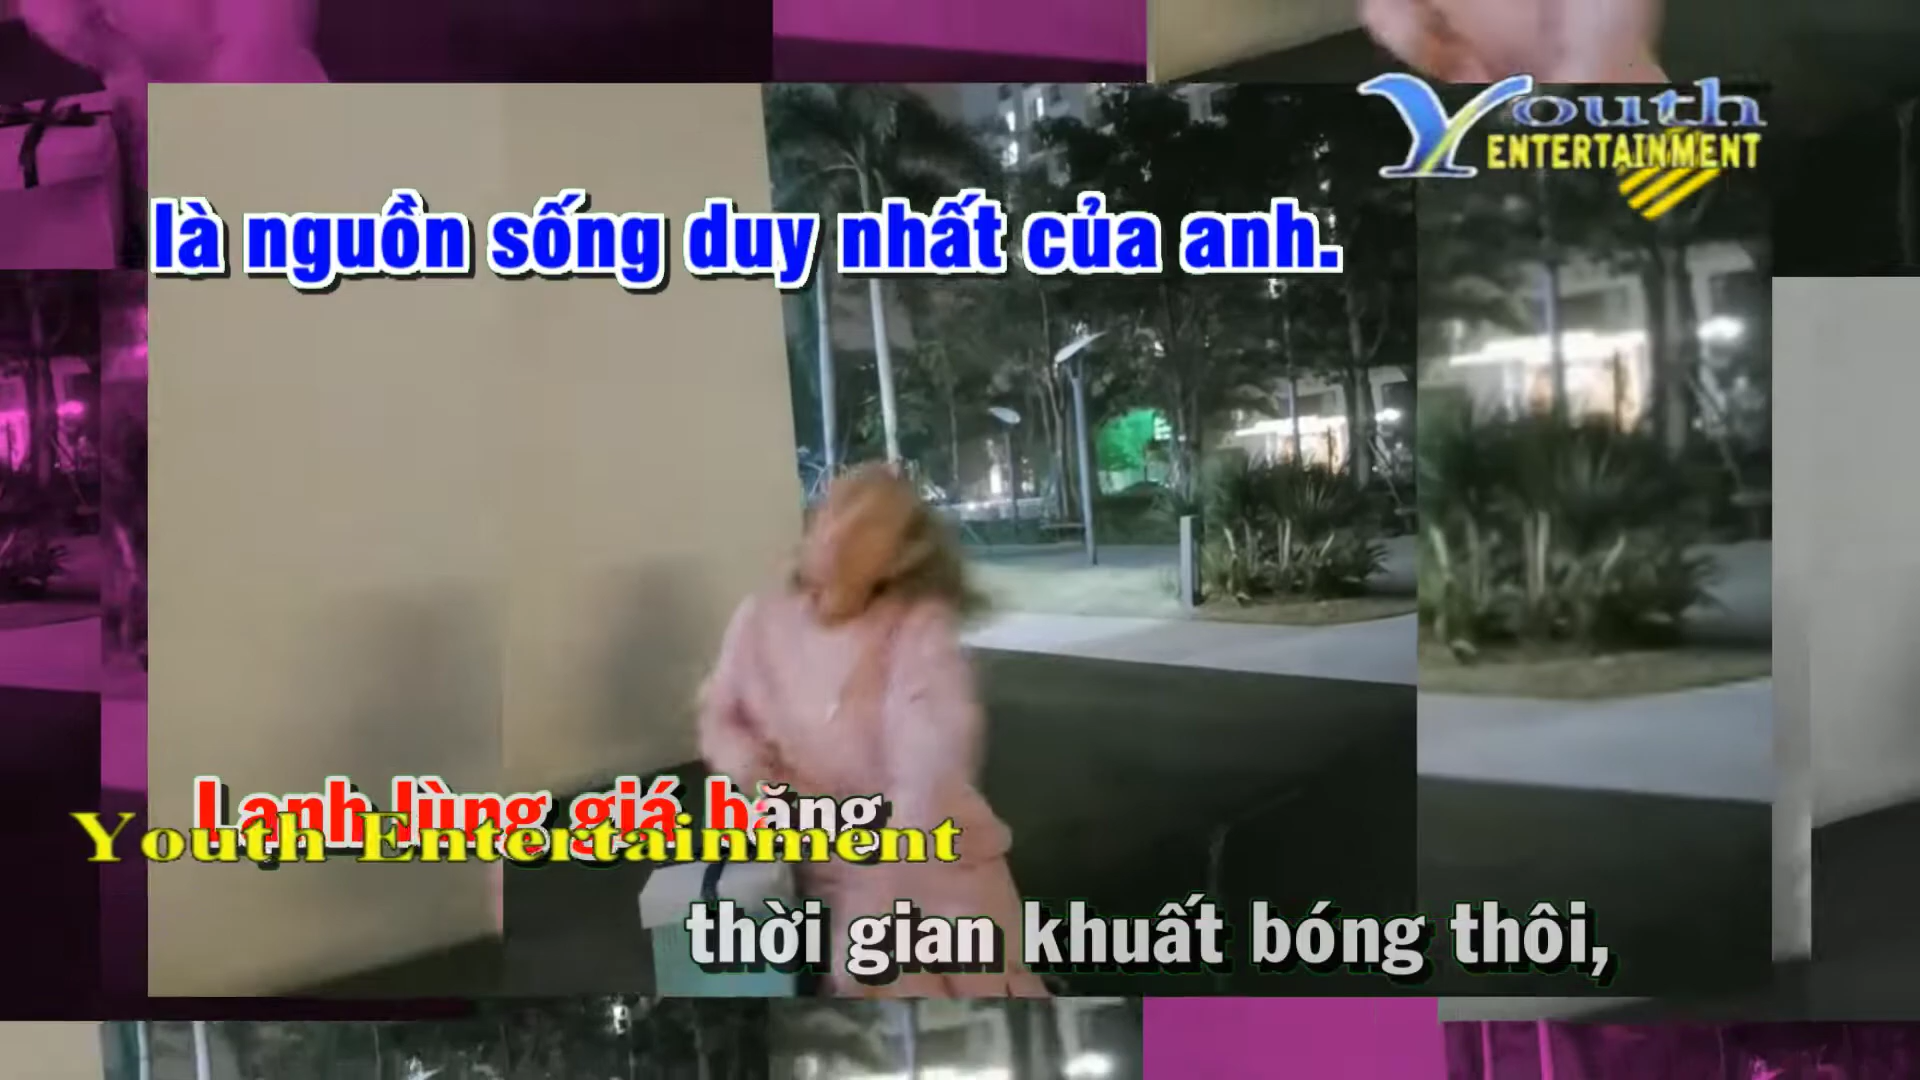 Youth
ENTERTAINMENT
là nguồn sống duy nhất của anh.
Lạnh lùng giá băng
Youth Entertainment
thời gian khuất bóng thôi,